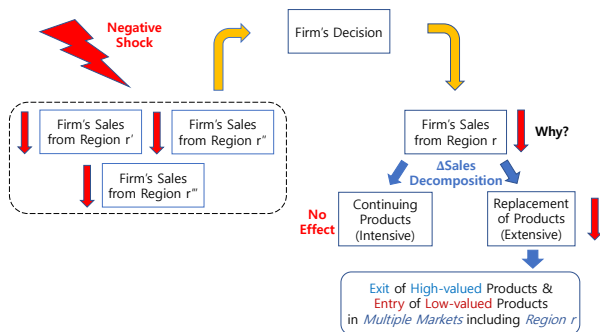 Negative
Shock
Firm's Decision
Firm's Sales
from Region r'
Firm's Sales
from Region r"
Firm's Sales
from Region r'"
Firm's Sales
from Region r
Why?
ΔSales
Decomposition
No
Effect
Continuing
Products
(Intensive)
Replacement
of Products
(Extensive)
Exit of High-valued Products &
Entry of Low-valued Products
in Multiple Markets including Region r